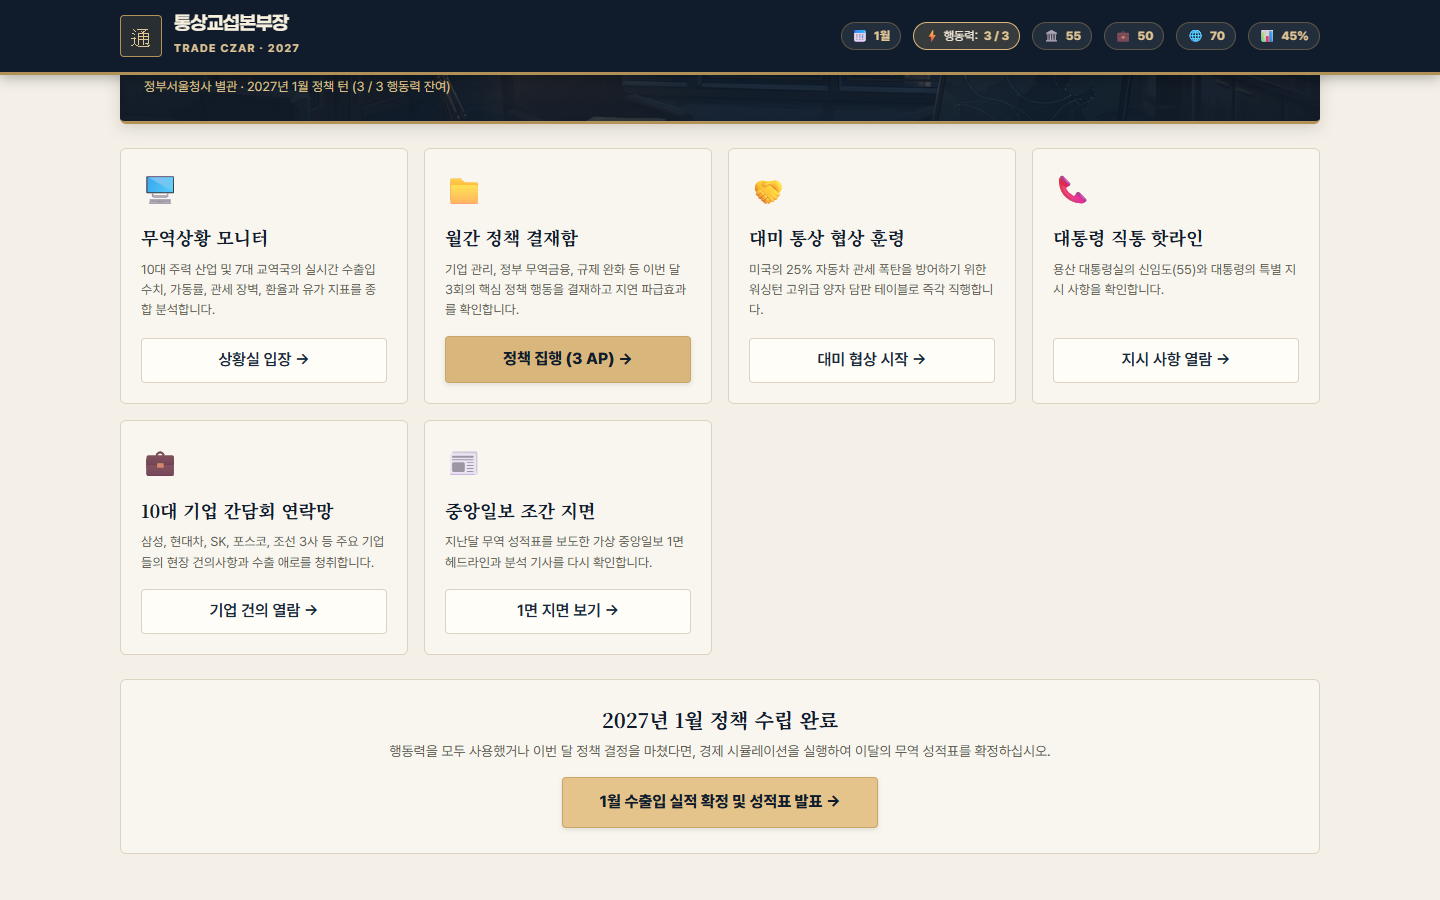 通
통상교섭본부장
TRADE CZAR · 2027
1월
행동력: 3 / 3
55
50
70
45%
정부서울청사 별관 · 2027년 1월 정책 턴 (3 / 3 행동력 잔여)
무역상황 모니터
10대 주력 산업 및 7대 교역국의 실시간 수출입
수치, 가동률, 관세 장벽, 환율과 유가 지표를 종
합 분석합니다.
상황실 입장 →
월간 정책 결재함
기업 관리, 정부 무역금융, 규제 완화 등 이번 달
3회의 핵심 정책 행동을 결재하고 지연 파급효과
를 확인합니다.
정책 집행 (3 AP) →
대미 통상 협상 훈령
미국의 25% 자동차 관세 폭탄을 방어하기 위한
워싱턴 고위급 양자 담판 테이블로 즉각 직행합니
다.
대미 협상 시작 →
대통령 직통 핫라인
용산 대통령실의 신임도(55)와 대통령의 특별 지
시 사항을 확인합니다.
지시 사항 열람 →
10대 기업 간담회 연락망
삼성, 현대차, SK, 포스코, 조선 3사 등 주요 기업
들의 현장 건의사항과 수출 애로를 청취합니다.
기업 건의 열람 →
중앙일보 조간 지면
지난달 무역 성적표를 보도한 가상 중앙일보 1면
헤드라인과 분석 기사를 다시 확인합니다.
1면 지면 보기 →
2027년 1월 정책 수립 완료
행동력을 모두 사용했거나 이번 달 정책 결정을 마쳤다면, 경제 시뮬레이션을 실행하여 이달의 무역 성적표를 확정하십시오.
1월 수출입 실적 확정 및 성적표 발표 →